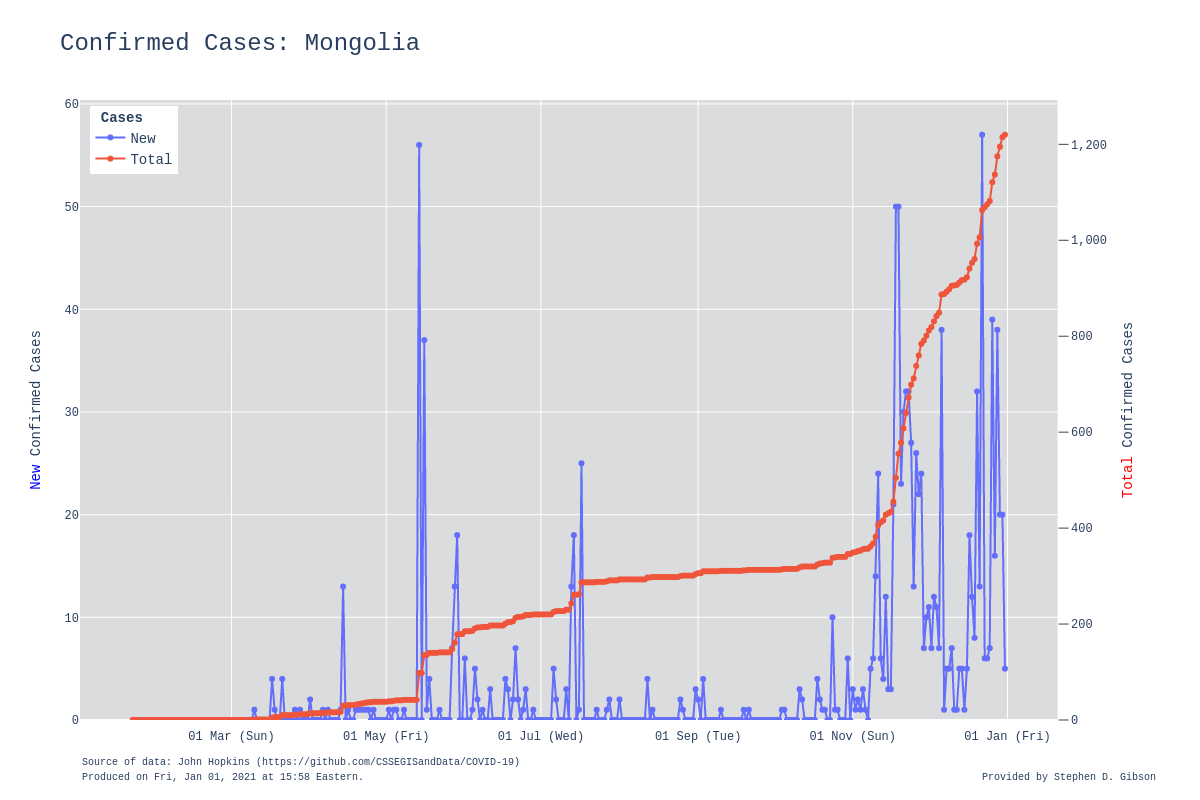 Confirmed Cases: Mongolia
Cases
New
Total
60
50
40
30
20
10
0
New Confirmed Cases
1,200
1,000
800
600
400
200
0
Total Confirmed Cases
01 Mar (Sun)
01 May (Fri)
01 Jul (Wed)
01 Sep (Tue)
01 Nov (Sun)
01 Jan (Fri)
Source of data: John Hopkins (https://github.com/CSSEGISandData/COVID-19)
Produced on Fri, Jan 01, 2021 at 15:58 Eastern.
Provided by Stephen D. Gibson